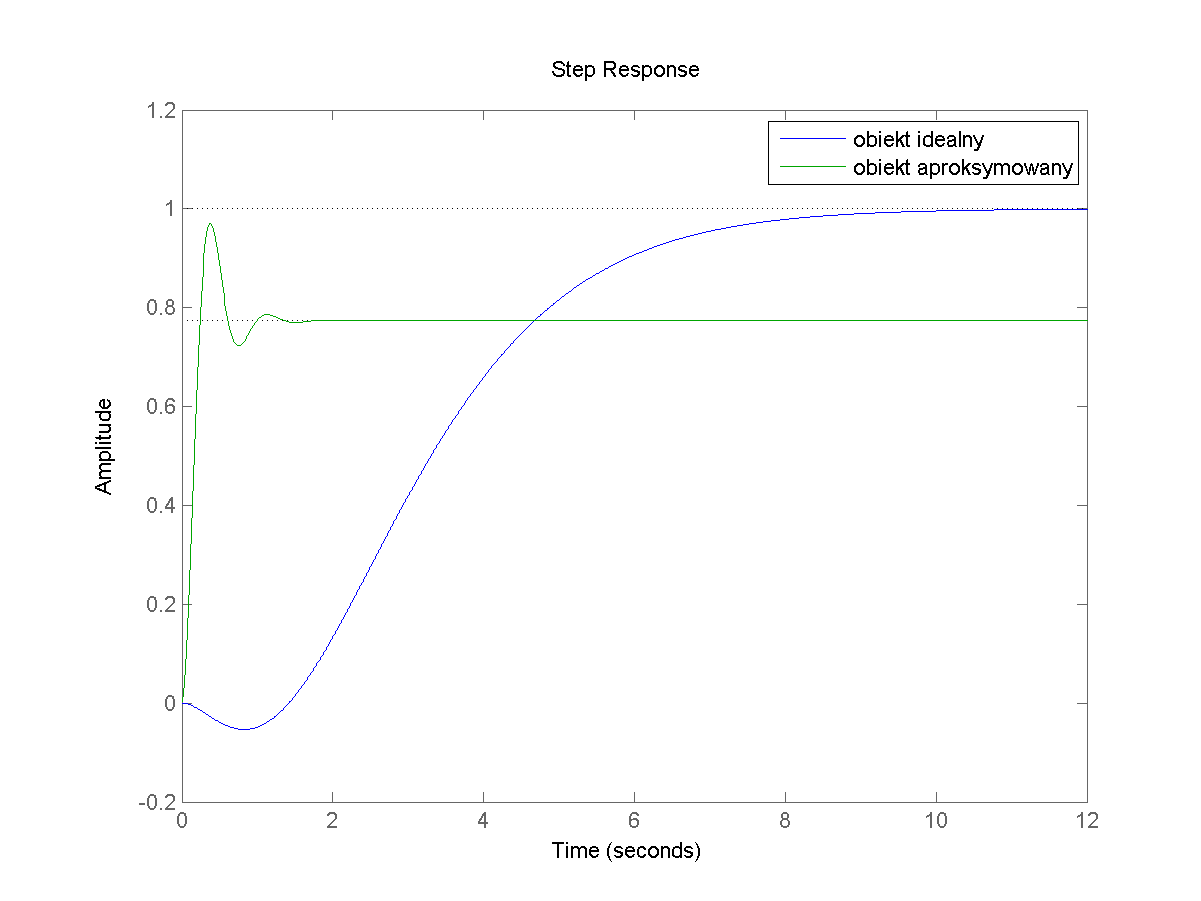 Step Response
obiekt idealny
obiekt aproksymowany
1.2
1
0.8
0.6
0.4
0.2
0
-0.2
Amplitude
0 2 4 6 8 10 12
Time (seconds)